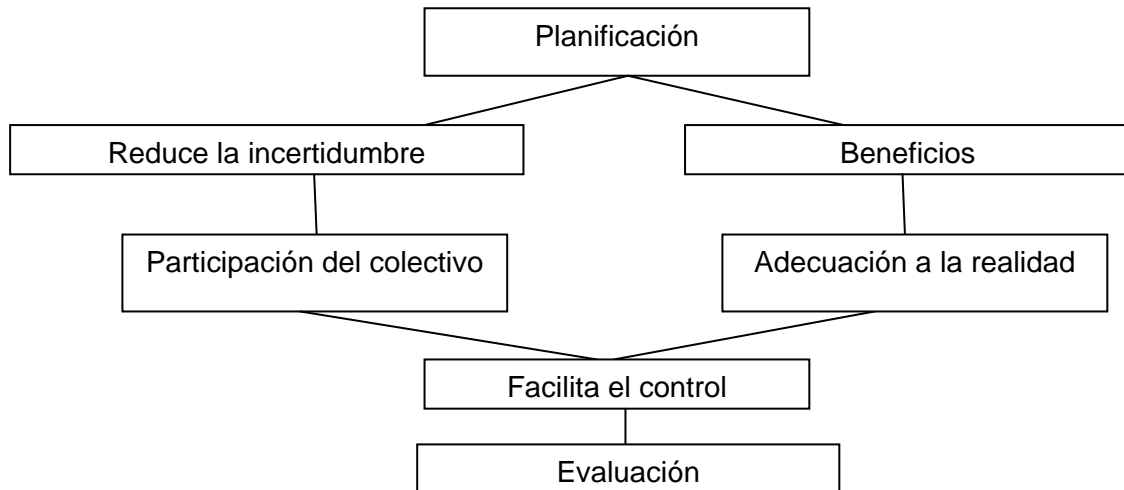 Planificación
Reduce la incertidumbre
Beneficios
Participación del colectivo
Adecuación a la realidad
Facilita el control
Evaluación